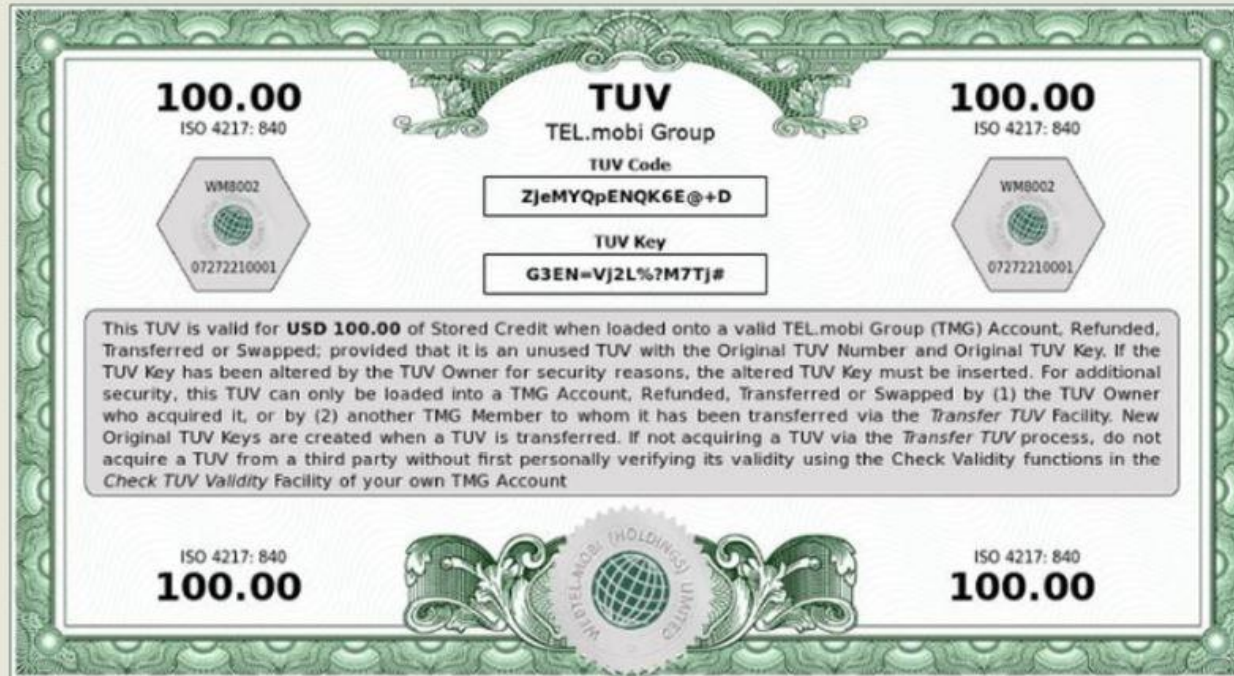 100.00
ISO 4217: 840
TUV
TEL.mobi Group
100.00
ISO 4217: 840
TUV Code
ZJeMYQpENQK6E@+D
WM8002
07272210001
WM8002
07272210001
TUV Key
G3EN=VJ2L%?M7TJ#
This TUV is valid for USD 100.00 of Stored Credit when loaded onto a valid TEL.mobi Group (TMG) Account, Refunded,
Transferred or Swapped; provided that it is an unused TUV with the Original TUV Number and Original TUV Key. If the
TUV Key has been altered by the TUV Owner for security reasons, the altered TUV Key must be inserted. For additional
security, this TUV can only be loaded into a TMG Account, Refunded, Transferred or Swapped by (1) the TUV Owner
who acquired it, or by (2) another TMG Member to whom it has been transferred via the Transfer TUV Facility. New
Original TUV Keys are created when a TUV is transferred. If not acquiring a TUV via the Transfer TUV process, do not
acquire a TUV from a third party without first personally verifying its validity using the Check Validity functions in the
Check TUV Validity Facility of your own TMG Account
ISO 4217: 840
100.00
WEBTEL.MOBI (HOLDINGS) LIMITED
ISO 4217: 840
100.00